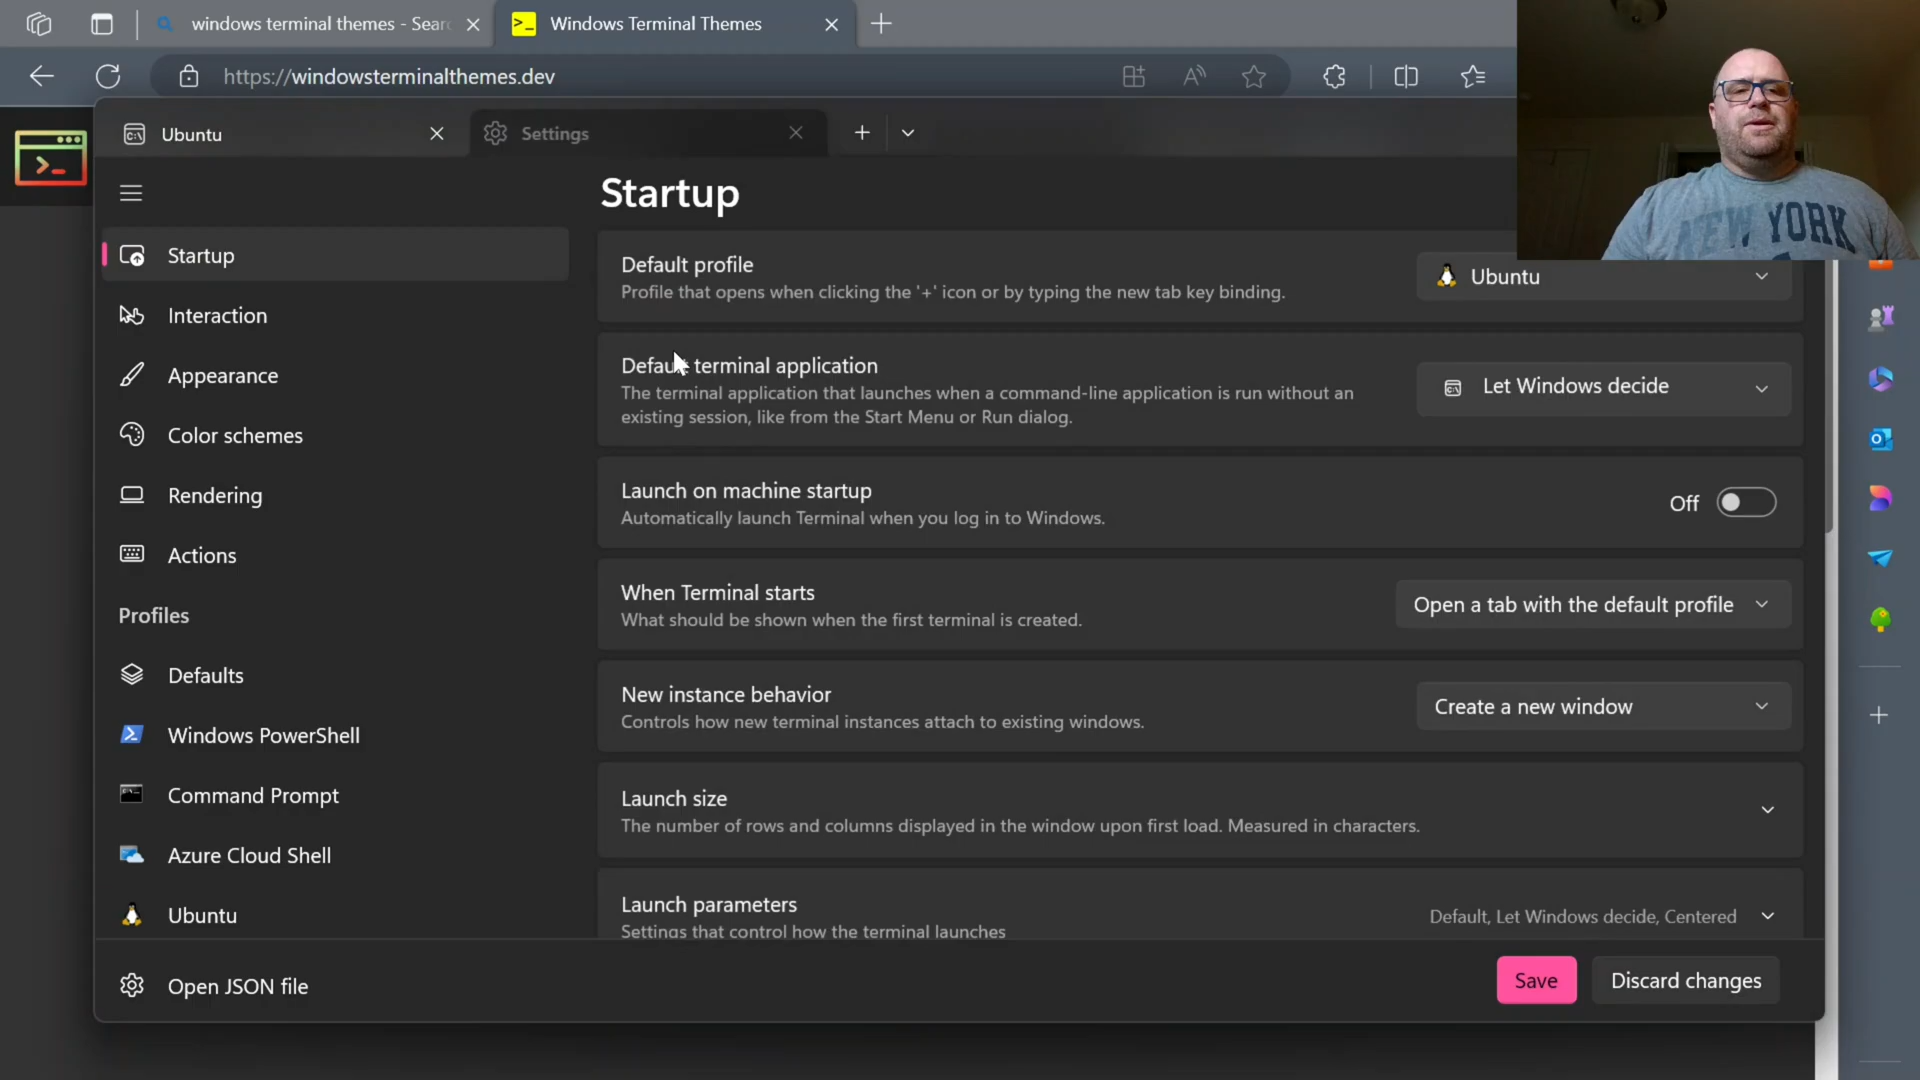 windows terminal themes - Sear
Windows Terminal Themes
https://windowsterminalthemes.dev
Ubuntu
Settings
Startup
Startup
Interaction
Appearance
Color schemes
Rendering
Actions
Profiles
Defaults
Windows PowerShell
Command Prompt
Azure Cloud Shell
Ubuntu
Open JSON file
Default profile
Profile that opens when clicking the '+' icon or by typing the new tab key binding.
Ubuntu
Default terminal application
The terminal application that launches when a command-line application is run without an
existing session, like from the Start Menu or Run dialog.
Let Windows decide
Launch on machine startup
Automatically launch Terminal when you log in to Windows.
Off
When Terminal starts
What should be shown when the first terminal is created.
Open a tab with the default profile
New instance behavior
Controls how new terminal instances attach to existing windows.
Create a new window
Launch size
The number of rows and columns displayed in the window upon first load. Measured in characters.
Launch parameters
Settings that control how the terminal launches
Default, Let Windows decide, Centered
Save
Discard changes
NEW YORK